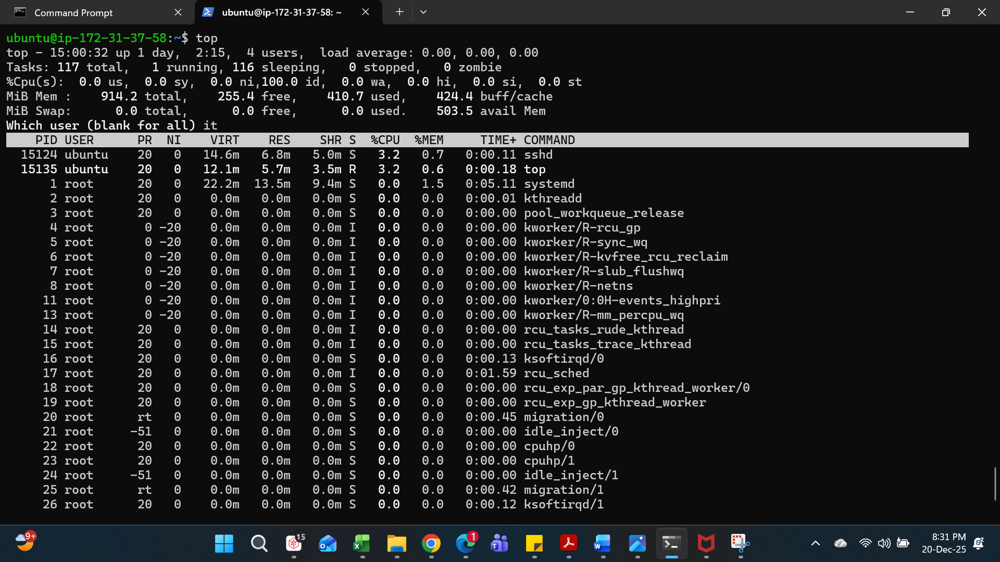 Command Prompt
ubuntu@ip-172-31-37-58: ~
ubuntu@ip-172-31-37-58:~$ top
top - 15:00:32 up 1 day,  2:15,  4 users,  load average: 0.00, 0.00, 0.00
Tasks: 117 total,   1 running, 116 sleeping,   0 stopped,   0 zombie
%Cpu(s):  0.0 us,  0.0 sy,  0.0 ni,100.0 id,  0.0 wa,  0.0 hi,  0.0 si,  0.0 st
MiB Mem :    914.2 total,    255.4 free,    410.7 used,    424.4 buff/cache
MiB Swap:      0.0 total,      0.0 free,      0.0 used.    503.5 avail Mem
Which user (blank for all) it
PID USER      PR  NI    VIRT    RES    SHR S  %CPU  %MEM     TIME+ COMMAND
15124 ubuntu    20   0   14.6m   6.8m   5.0m S   3.2   0.7   0:00.11 sshd
15135 ubuntu    20   0   12.1m   5.7m   3.5m R   3.2   0.6   0:00.18 top
1 root      20   0   22.2m  13.5m   9.4m S   0.0   1.5   0:05.11 systemd
2 root      20   0    0.0m   0.0m   0.0m S   0.0   0.0   0:00.01 kthreadd
3 root      20   0    0.0m   0.0m   0.0m S   0.0   0.0   0:00.00 pool_workqueue_release
4 root       0 -20    0.0m   0.0m   0.0m I   0.0   0.0   0:00.00 kworker/R-rcu_gp
5 root       0 -20    0.0m   0.0m   0.0m I   0.0   0.0   0:00.00 kworker/R-sync_wq
6 root       0 -20    0.0m   0.0m   0.0m I   0.0   0.0   0:00.00 kworker/R-kvfree_rcu_reclaim
7 root       0 -20    0.0m   0.0m   0.0m I   0.0   0.0   0:00.00 kworker/R-slub_flushwq
8 root       0 -20    0.0m   0.0m   0.0m I   0.0   0.0   0:00.00 kworker/R-netns
11 root       0 -20    0.0m   0.0m   0.0m I   0.0   0.0   0:00.00 kworker/0:0H-events_highpri
13 root       0 -20    0.0m   0.0m   0.0m I   0.0   0.0   0:00.00 kworker/R-mm_percpu_wq
14 root      20   0    0.0m   0.0m   0.0m I   0.0   0.0   0:00.00 rcu_tasks_rude_kthread
15 root      20   0    0.0m   0.0m   0.0m I   0.0   0.0   0:00.00 rcu_tasks_trace_kthread
16 root      20   0    0.0m   0.0m   0.0m S   0.0   0.0   0:00.13 ksoftirqd/0
17 root      20   0    0.0m   0.0m   0.0m I   0.0   0.0   0:01.59 rcu_sched
18 root      20   0    0.0m   0.0m   0.0m S   0.0   0.0   0:00.00 rcu_exp_par_gp_kthread_worker/0
19 root      20   0    0.0m   0.0m   0.0m S   0.0   0.0   0:00.00 rcu_exp_gp_kthread_worker
20 root      rt   0    0.0m   0.0m   0.0m S   0.0   0.0   0:00.45 migration/0
21 root     -51   0    0.0m   0.0m   0.0m S   0.0   0.0   0:00.00 idle_inject/0
22 root      20   0    0.0m   0.0m   0.0m S   0.0   0.0   0:00.00 cpuhp/0
23 root      20   0    0.0m   0.0m   0.0m S   0.0   0.0   0:00.00 cpuhp/1
24 root     -51   0    0.0m   0.0m   0.0m S   0.0   0.0   0:00.00 idle_inject/1
25 root      rt   0    0.0m   0.0m   0.0m S   0.0   0.0   0:00.42 migration/1
26 root      20   0    0.0m   0.0m   0.0m S   0.0   0.0   0:00.12 ksoftirqd/1
9+
15
1
8:31 PM
20-Dec-25